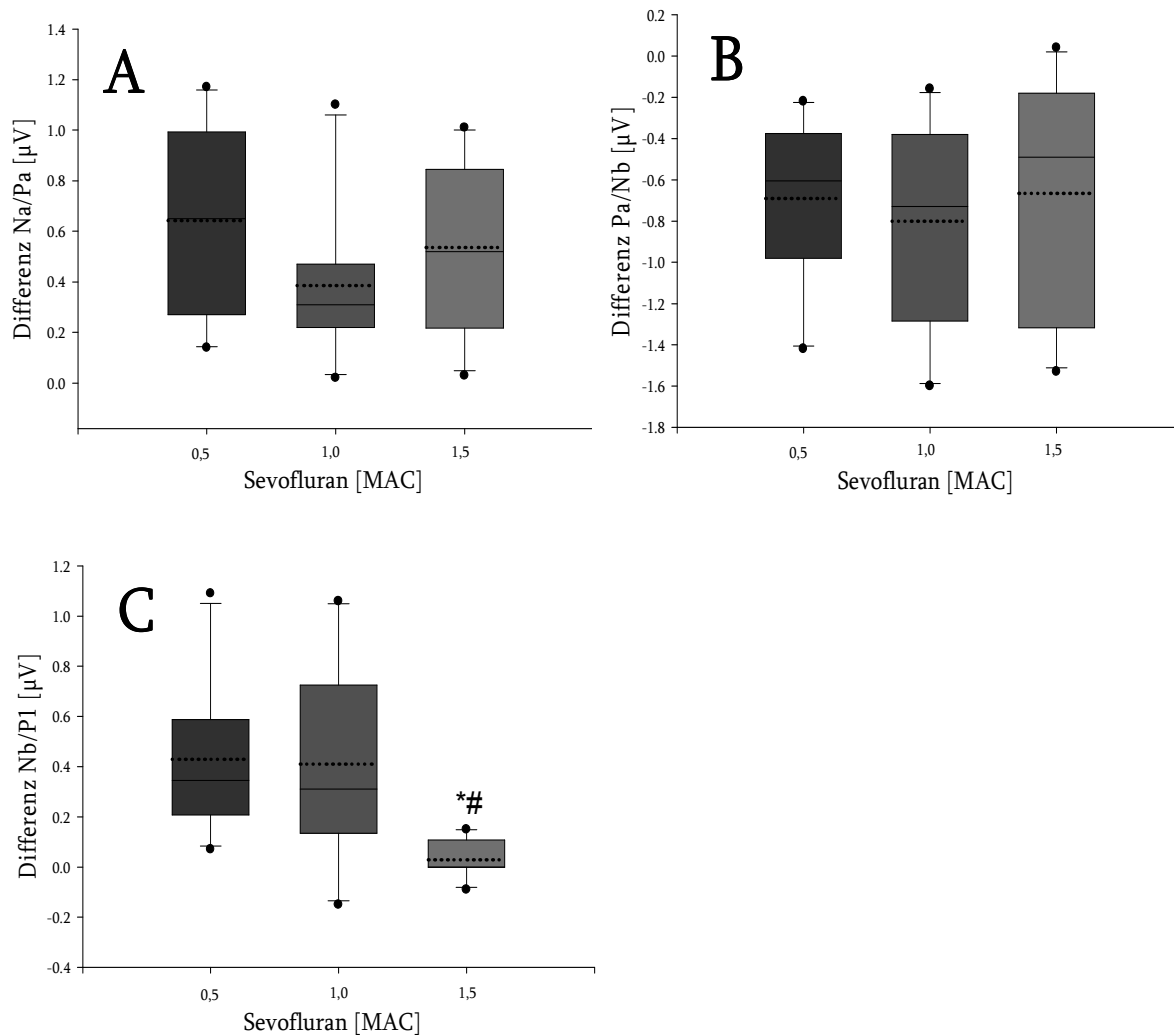 A
Differenz Na/Pa [µV]
1.4
1.2
1.0
0.8
0.6
0.4
0.2
0.0
0,5 1,0 1,5
Sevofluran [MAC]
B
Differenz Pa/Nb [µV]
0.2
0.0
-0.2
-0.4
-0.6
-0.8
-1.0
-1.2
-1.4
-1.6
-1.8
0,5 1,0 1,5
Sevofluran [MAC]
C
Differenz Nb/P1 [µV]
1.2
1.0
0.8
0.6
0.4
0.2
0.0
-0.2
-0.4
*#
0,5 1,0 1,5
Sevofluran [MAC]